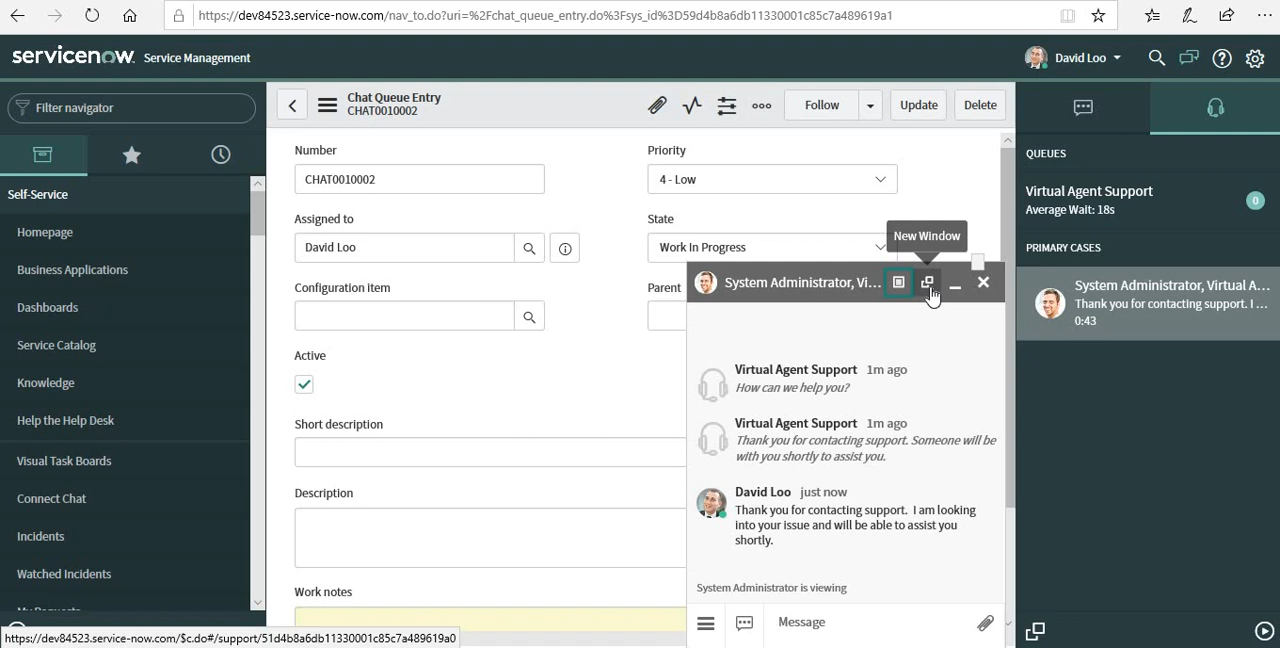 https://dev84523.service-now.com/nav_to.do?uri=%2Fchat_queue_entry.do%3Fsys_id%3D59d4b8a6db11330001c85c7a489619a1
servicenow. Service Management
David Loo
Filter navigator
Self-Service
Homepage
Business Applications
Dashboards
Service Catalog
Knowledge
Help the Help Desk
Visual Task Boards
Connect Chat
Incidents
Watched Incidents
https://dev84523.service-now.com/$c.do#/support/51d4b8a6db11330001c85c7a489619a0
Chat Queue Entry
CHAT0010002
Follow
Update
Delete
Number
CHAT0010002
Priority
4 - Low
Assigned to
David Loo
State
Work In Progress
New Window
Configuration item
Parent
Active
Short description
Description
Work notes
System Administrator, Vi...
Virtual Agent Support 1m ago
How can we help you?
Virtual Agent Support 1m ago
Thank you for contacting support. Someone will be
with you shortly to assist you.
David Loo just now
Thank you for contacting support. I am looking
into your issue and will be able to assist you
shortly.
System Administrator is viewing
Message
QUEUES
Virtual Agent Support
Average Wait: 18s
0
PRIMARY CASES
System Administrator, Virtual A...
Thank you for contacting support. I ...
0:43